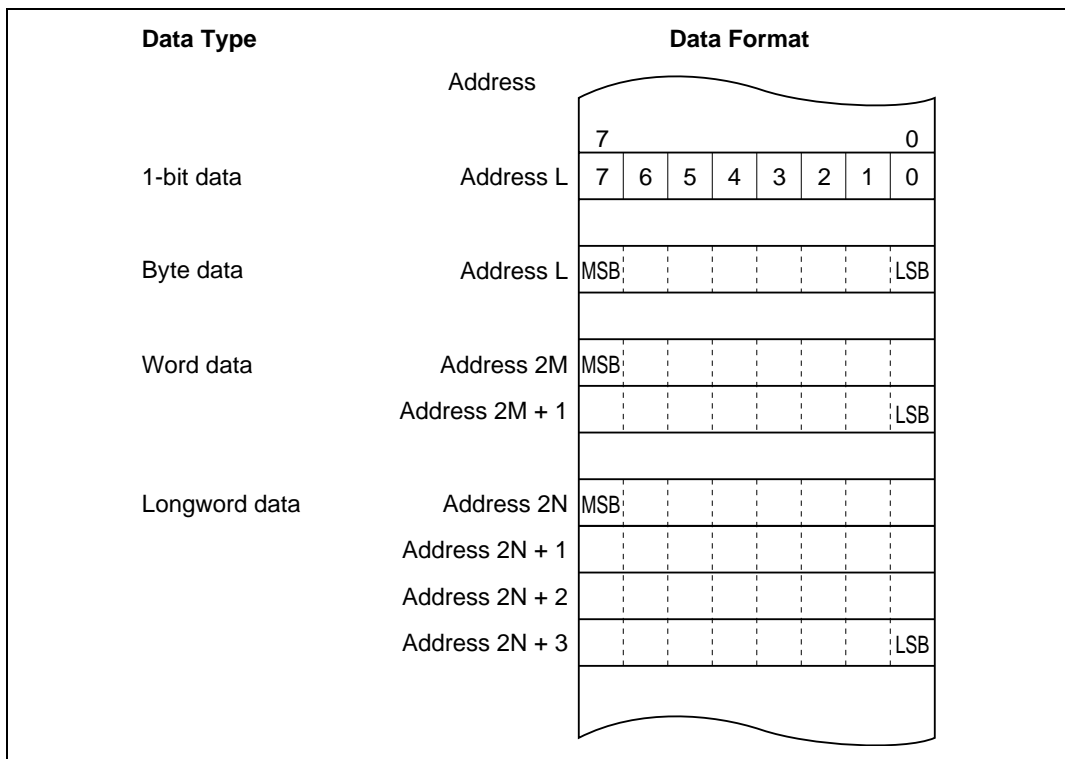 Data Type Data Format
Address
7 0
1-bit data Address L 7 6 5 4 3 2 1 0
Byte data Address L MSB LSB
Word data Address 2M MSB
Address 2M + 1 LSB
Longword data Address 2N MSB
Address 2N + 1
Address 2N + 2
Address 2N + 3 LSB